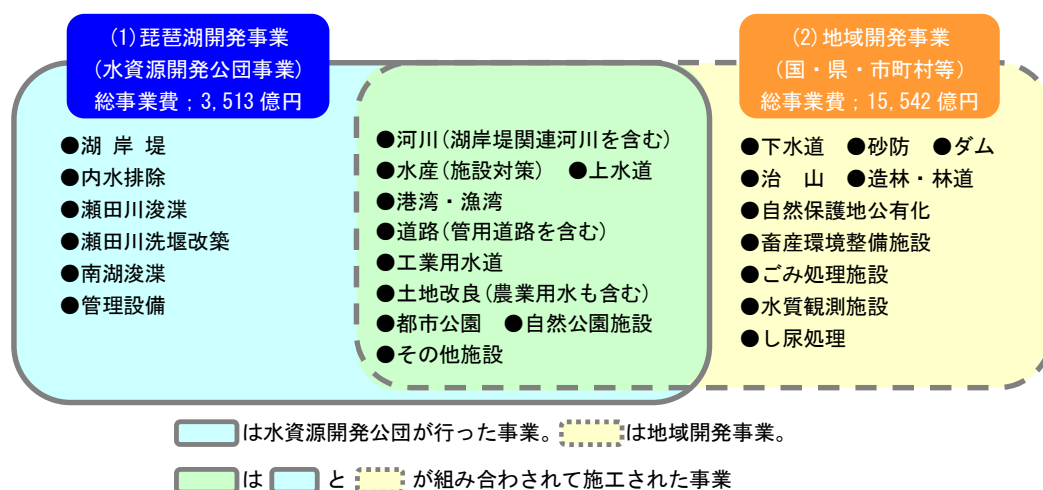 (1)琵琶湖開発事業
(水資源開発公団事業)
総事業費;3,513億円
●湖 岸 堤
●内水排除
●瀬田川浚渫
●瀬田川洗堰改築
●南湖浚渫
●管理設備
●河川(湖岸堤関連河川を含む)
●水産(施設対策) ●上水道
●港湾・漁湾
●道路(管用道路を含む)
●工業用水道
●土地改良(農業用水も含む)
●都市公園 ●自然公園施設
●その他施設
(2)地域開発事業
(国・県・市町村等)
総事業費;15,542億円
●下水道 ●砂防 ●ダム
●治 山 ●造林・林道
●自然保護地公有化
●畜産環境整備施設
●ごみ処理施設
●水質観測施設
●し尿処理
は水資源開発公団が行った事業。 は地域開発事業。
は と が組み合わされて施工された事業